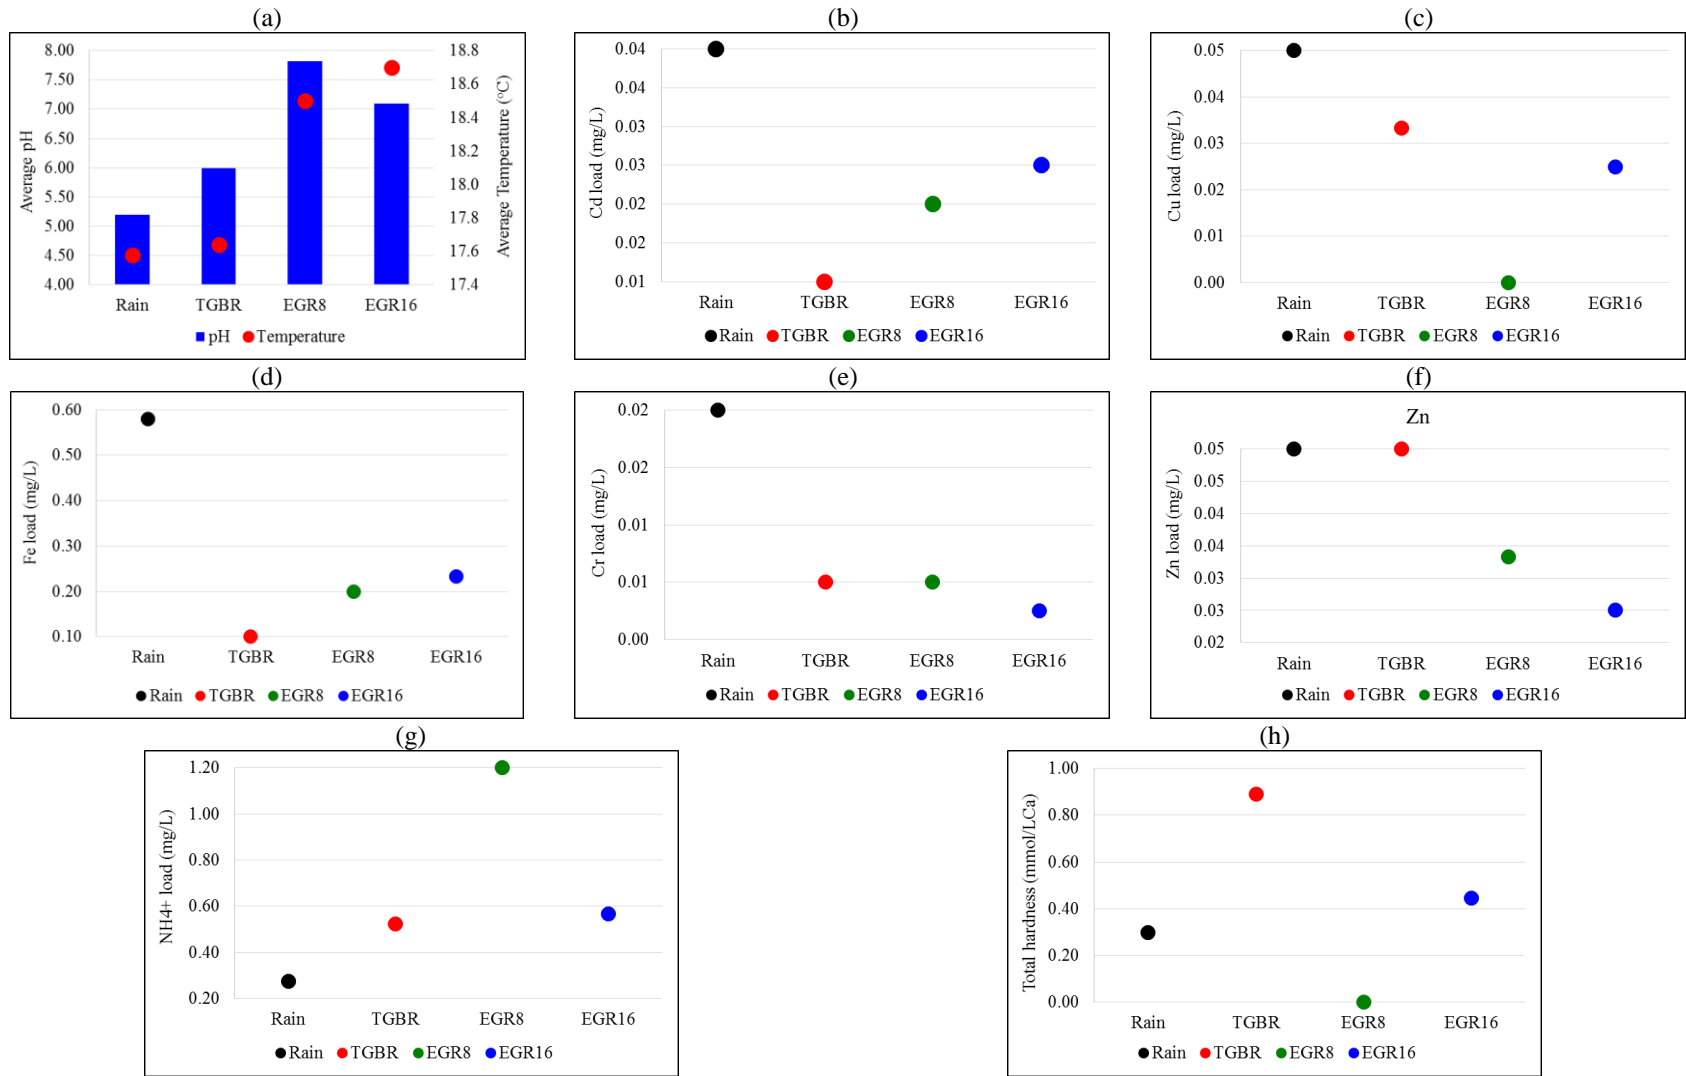 (a)
8.00
7.50
7.00
6.50
6.00
5.50
5.00
4.50
4.00
Average pH
18.8
18.6
18.4
18.2
18.0
17.8
17.6
17.4
Average Temperature (°C)
Rain TGBR EGR8 EGR16
pH Temperature
(b)
0.04
0.04
0.03
0.03
0.02
0.02
0.01
Cd load (mg/L)
Rain TGBR EGR8 EGR16
Rain TGBR EGR8 EGR16
(c)
0.05
0.04
0.03
0.02
0.01
0.00
Cu load (mg/L)
Rain TGBR EGR8 EGR16
Rain TGBR EGR8 EGR16
(d)
0.60
0.50
0.40
0.30
0.20
0.10
Fe load (mg/L)
Rain TGBR EGR8 EGR16
Rain TGBR EGR8 EGR16
(e)
0.02
0.02
0.01
0.01
0.00
Cr load (mg/L)
Rain TGBR EGR8 EGR16
Rain TGBR EGR8 EGR16
(f)
Zn
0.05
0.05
0.04
0.04
0.03
0.03
0.02
Zn load (mg/L)
Rain TGBR EGR8 EGR16
Rain TGBR EGR8 EGR16
(g)
1.20
1.00
0.80
0.60
0.40
0.20
NH4+ load (mg/L)
Rain TGBR EGR8 EGR16
Rain TGBR EGR8 EGR16
(h)
1.00
0.80
0.60
0.40
0.20
0.00
Total hardness (mmol/LCa)
Rain TGBR EGR8 EGR16
Rain TGBR EGR8 EGR16